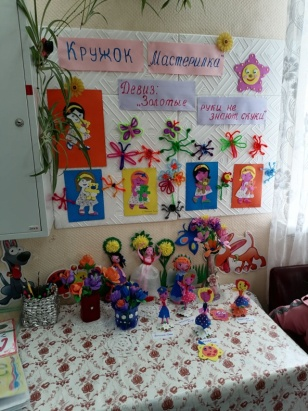 Кружок Мастерилка
Девиз:
„Золотые руки не
знают скуки"